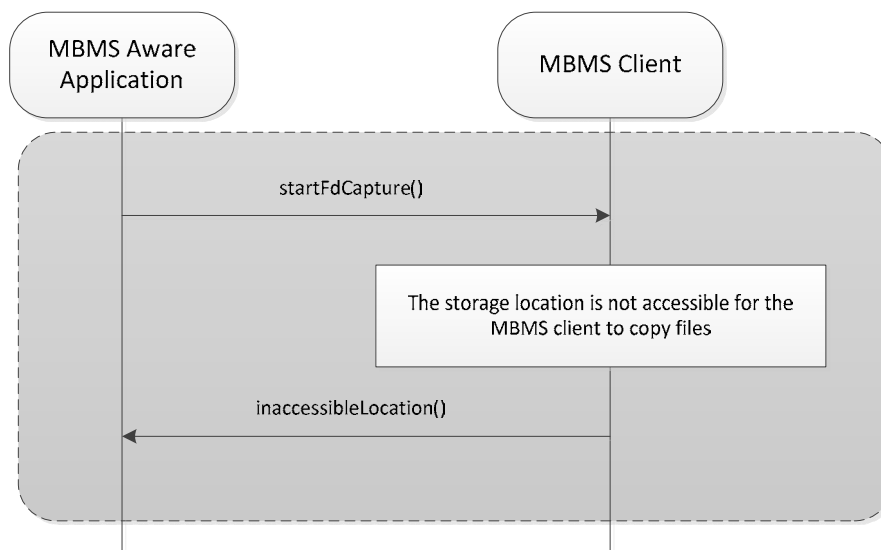 MBMS Aware
Application
MBMS Client
startFdCapture()
The storage location is not accessible for the
MBMS client to copy files
inaccessibleLocation()